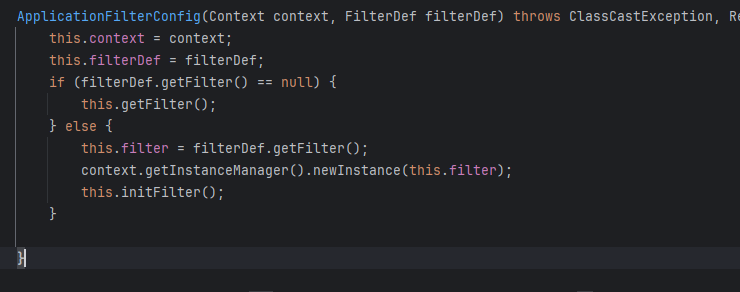 ApplicationFilterConfig(Context context, FilterDef filterDef) throws ClassCastException, Re
this.context = context;
this.filterDef = filterDef;
if (filterDef.getFilter() == null) {
this.getFilter();
} else {
this.filter = filterDef.getFilter();
context.getInstanceManager().newInstance(this.filter);
this.initFilter();
}
}